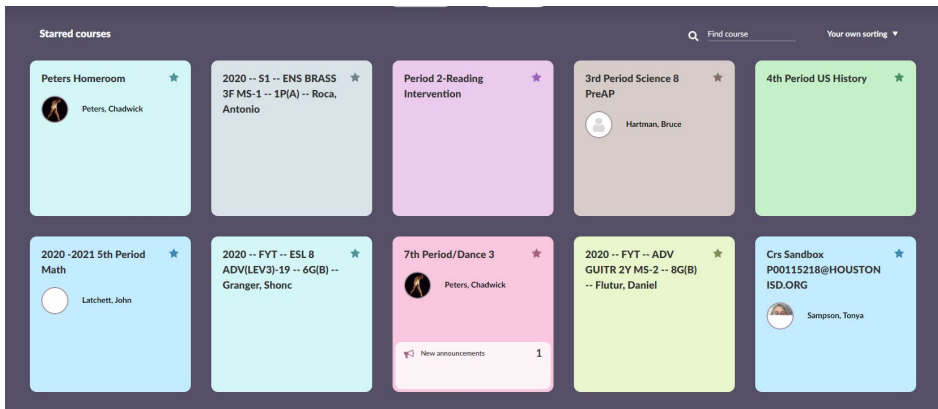 Starred courses
Find course
Your own sorting ▼
Peters Homeroom
Peters, Chadwick
2020 -- S1 -- ENS BRASS
3F MS-1 -- 1P(A) -- Roca,
Antonio
Period 2-Reading
Intervention
3rd Period Science 8
PreAP
Hartman, Bruce
4th Period US History
2020 -2021 5th Period
Math
Latchett, John
2020 -- FYT -- ESL 8
ADV(LEV3)-19 -- 6G(B) --
Granger, Shonc
7th Period/Dance 3
Peters, Chadwick
New announcements 1
2020 -- FYT -- ADV
GUITR 2Y MS-2 -- 8G(B)
-- Flutur, Daniel
Crs Sandbox
P00115218@HOUSTON
ISD.ORG
Sampson, Tonya